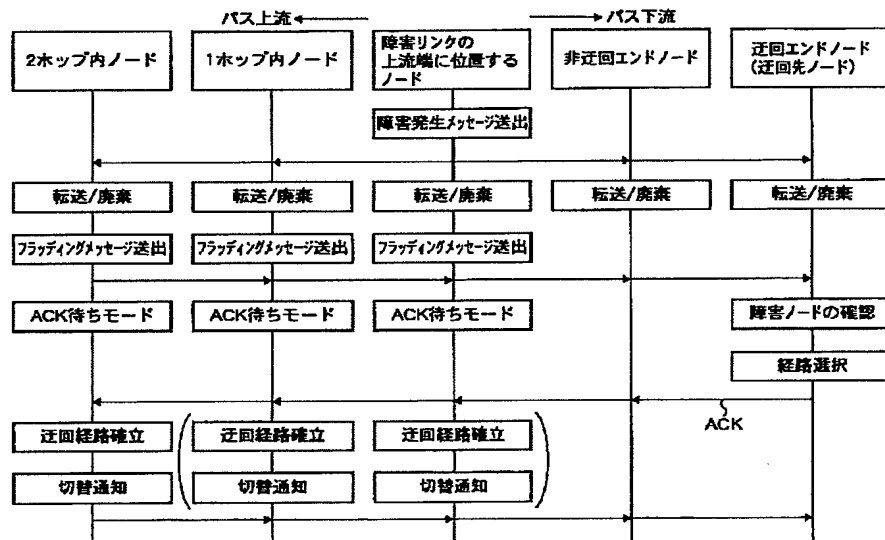 パス上流
パス下流
2ホップ内ノード
1ホップ内ノード
障害リンクの
上流端に位置する
ノード
非迂回エンドノード
迂回エンドノード
(迂回先ノード)
障害発生メッセージ送出
転送/廃棄
転送/廃棄
転送/廃棄
転送/廃棄
転送/廃棄
フラッディングメッセージ送出
フラッディングメッセージ送出
フラッディングメッセージ送出
ACK待ちモード
ACK待ちモード
ACK待ちモード
障害ノードの確認
経路選択
ACK
迂回経路確立
迂回経路確立
迂回経路確立
切替通知
切替通知
切替通知